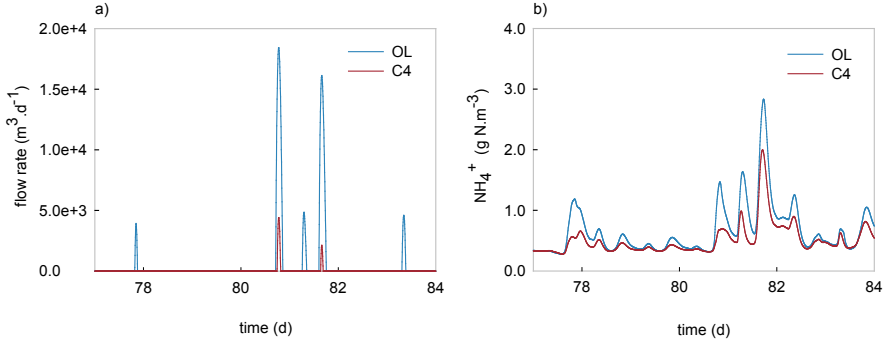 a)
2.0e+4
1.5e+4
1.0e+4
5.0e+3
0.0
flow rate (m³.d⁻¹)
OL
C4
78
80
82
84
time (d)
b)
4.0
3.0
2.0
1.0
0.0
NH₄⁺ (g N.m⁻³)
OL
C4
78
80
82
84
time (d)